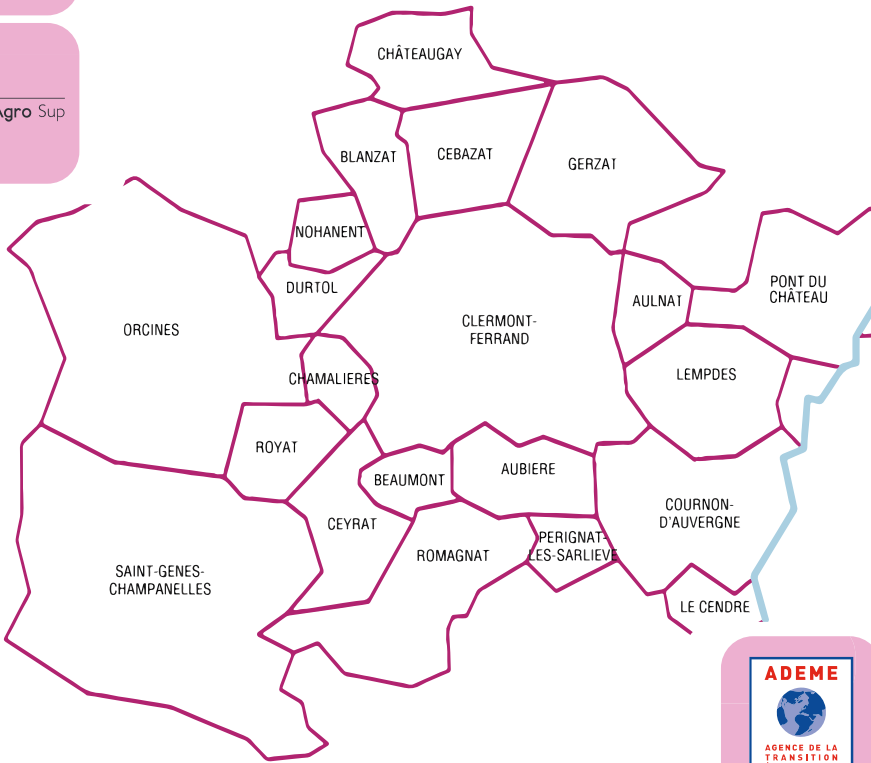 CHÂTEAUGAY
Agro Sup
BLANZAT
CEBAZAT
GERZAT
NOHANENT
DURTOL
AULNAT
PONT DU
CHÂTEAU
ORCINES
CLERMONT-
FERRAND
CHAMALIERES
LEMPDES
ROYAT
BEAUMONT
AUBIERE
CEYRAT
COURNON-
D'AUVERGNE
ROMAGNAT
PERIGNAT-
LES-SARLIEVE
SAINT-GENES-
CHAMPANELLES
LE CENDRE
ADEME
AGENCE DE LA
TRANSITION